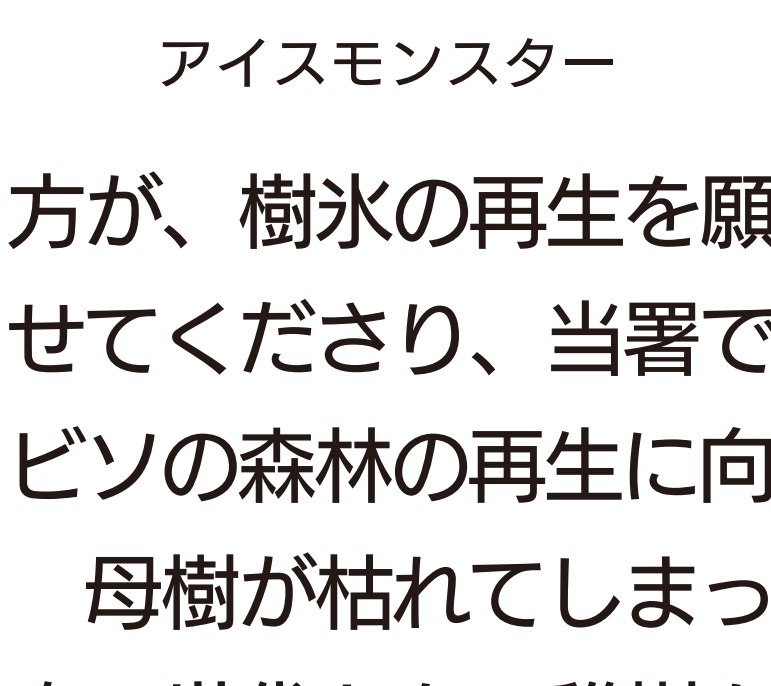 アイスモンスター
方が、樹氷の再生を願
せてくださり、当署で
ビソの森林の再生に向
母樹が枯れてしまっ